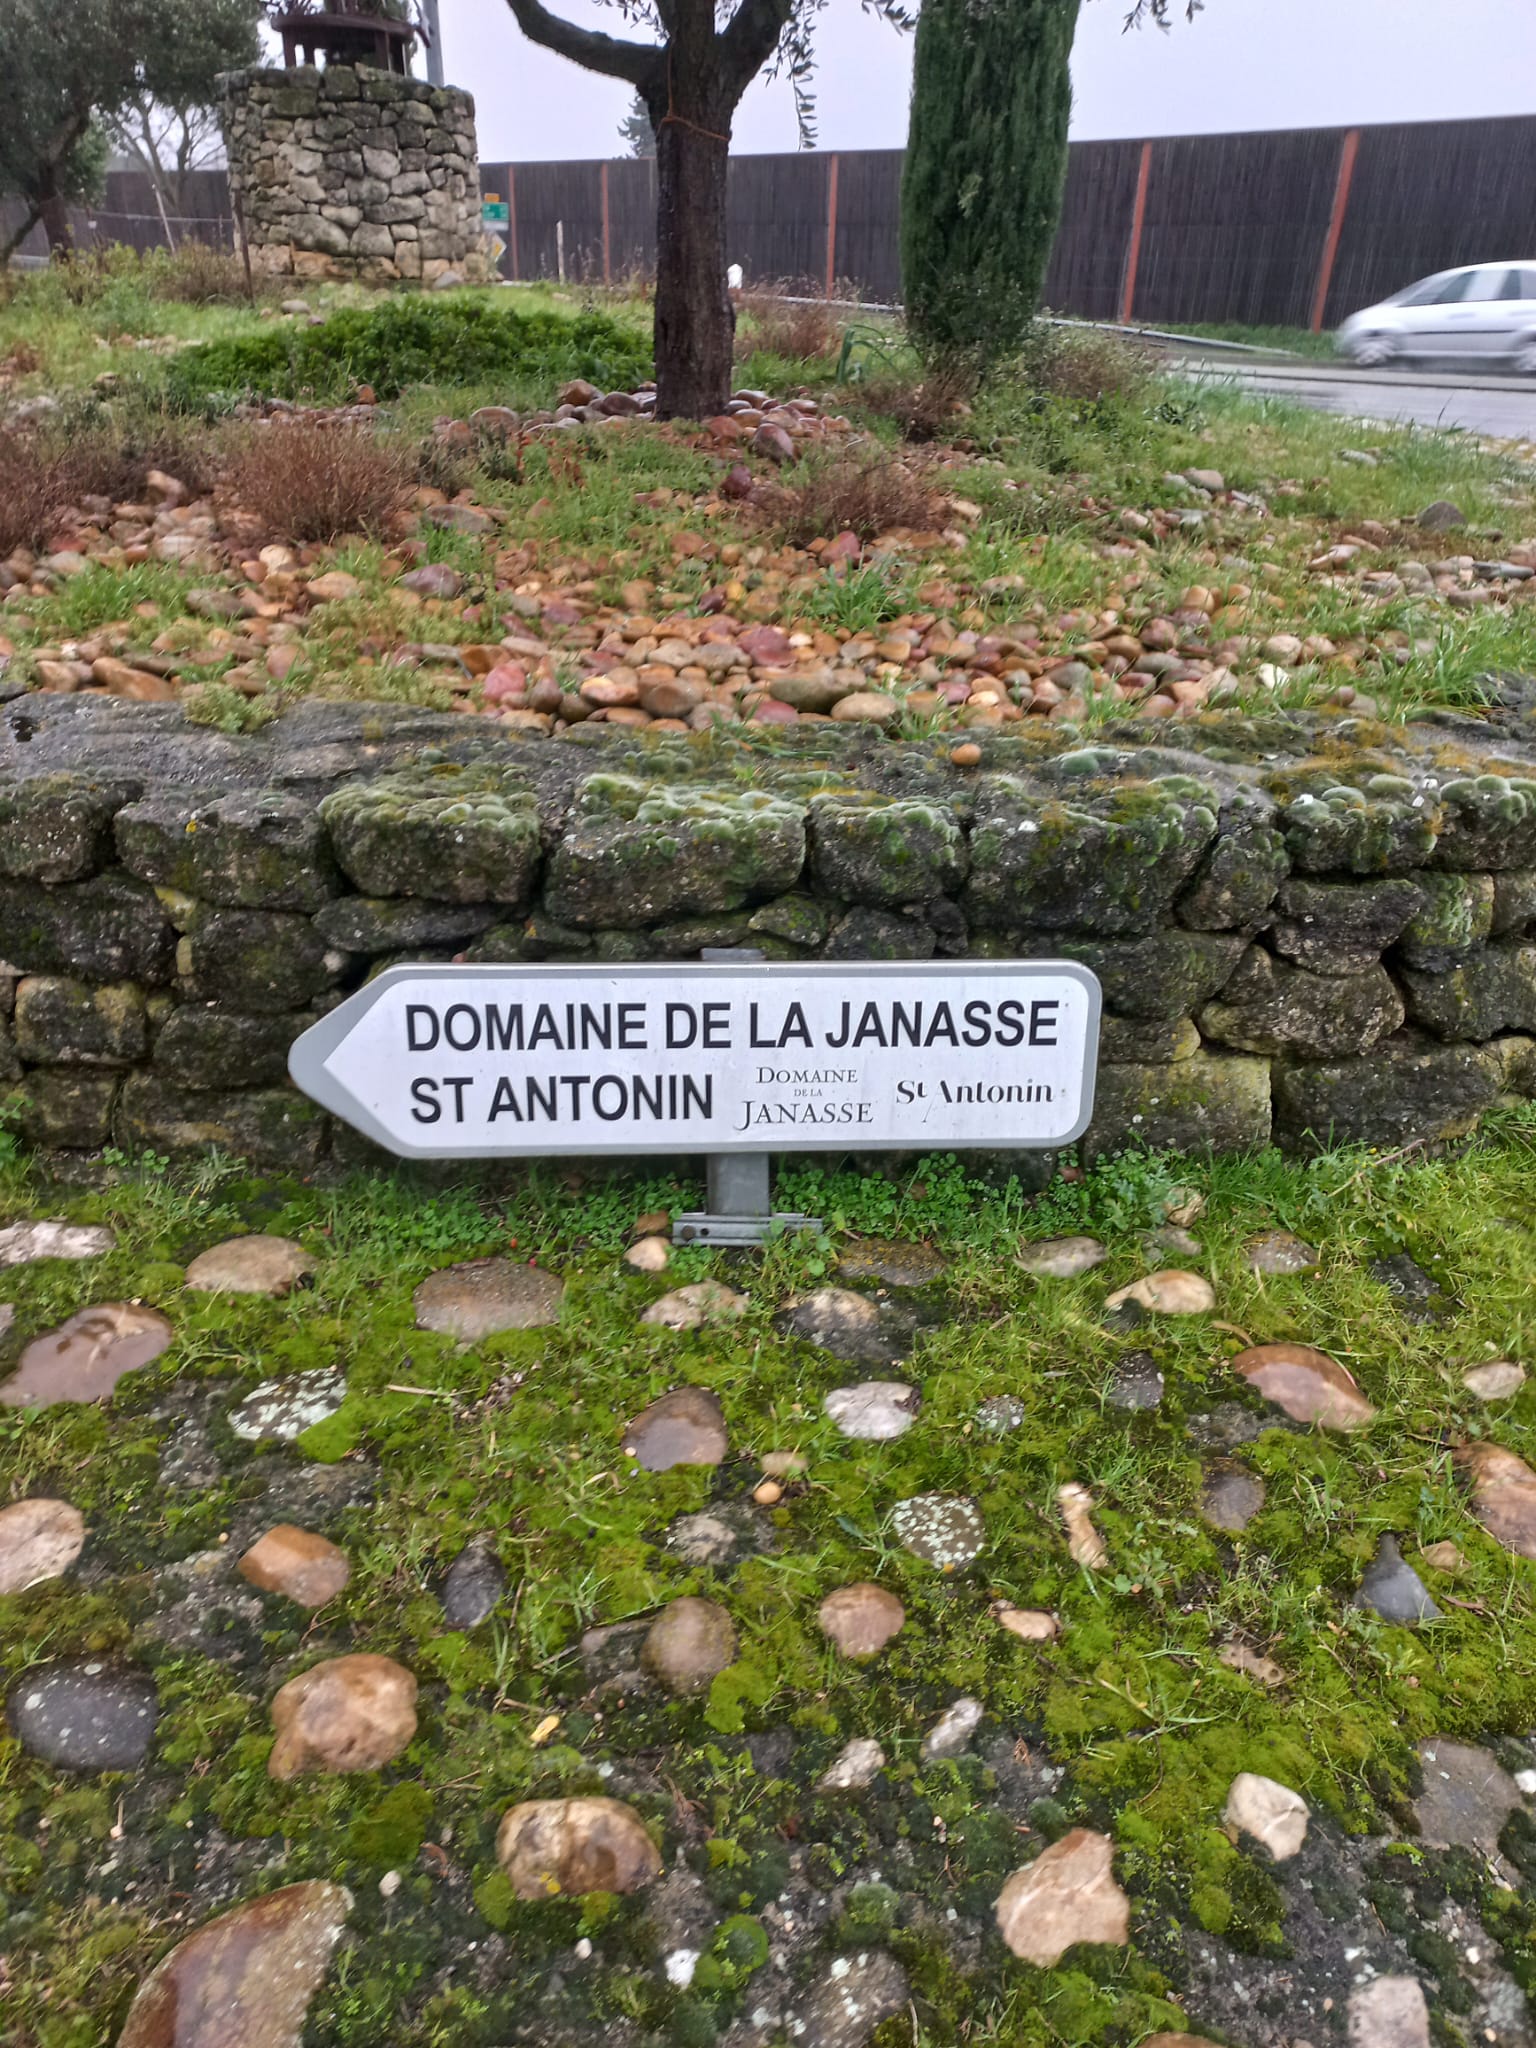 DOMAINE DE LA JANASSE
ST ANTONIN
DOMAINE
DE LA
JANASSE
St Antonin